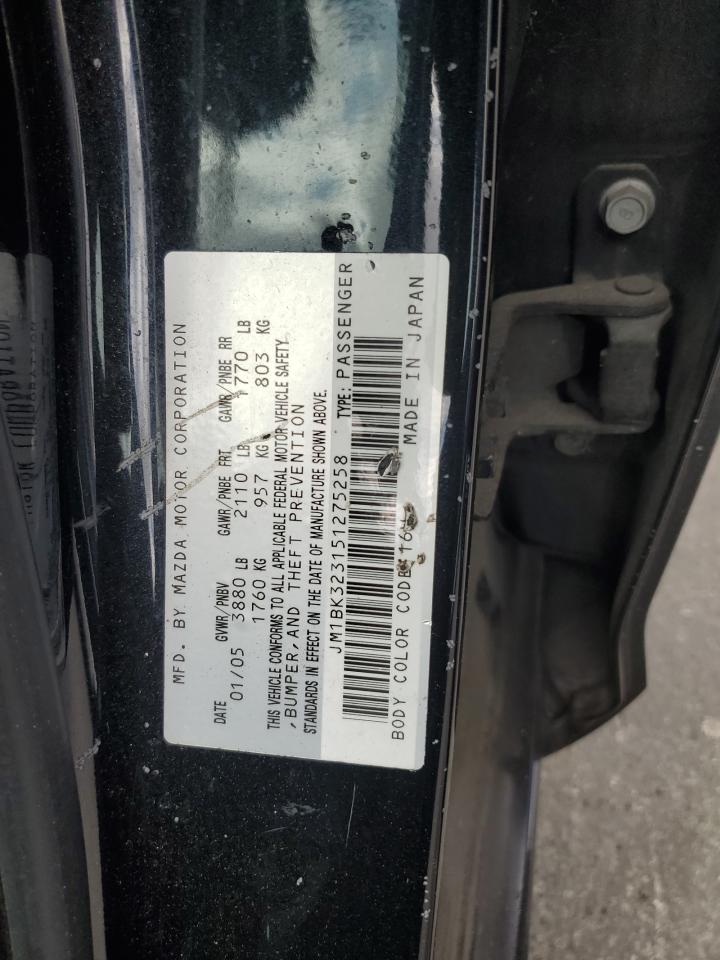 MFD. BY MAZDA MOTOR CORPORATION
DATE GVWR/PNBV GAWR/PNBE FRT GAWR/PNBE RR
01/05 3880 LB 2110 LB 1770 LB
1760 KG 957 KG 803 KG
THIS VEHICLE CONFORMS TO ALL APPLICABLE FEDERAL MOTOR VEHICLE SAFETY
,BUMPER,AND THEFT PREVENTION
STANDARDS IN EFFECT ON THE DATE OF MANUFACTURE SHOWN ABOVE.
JM1BK323151275258 TYPE: PASSENGER
BODY COLOR CODE: MADE IN JAPAN